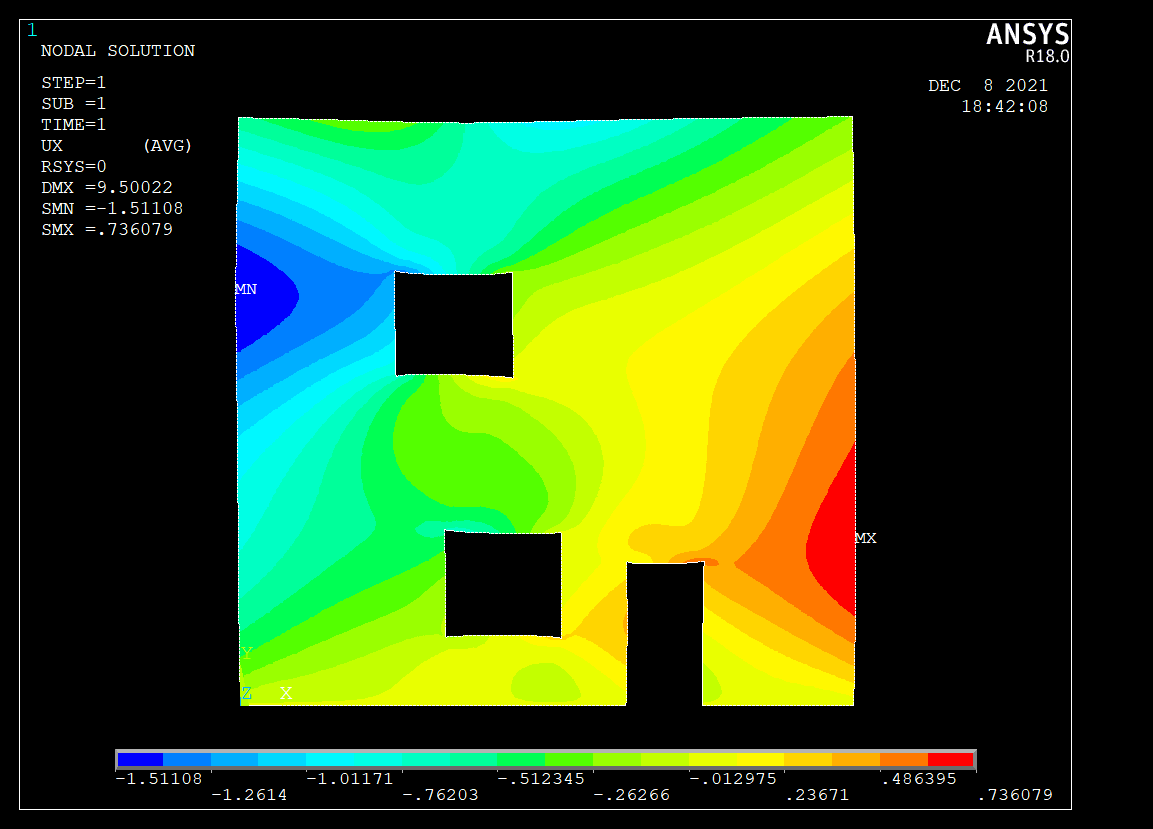 1
ANSYS
R18.0
NODAL SOLUTION
DEC 8 2021
18:42:08
STEP=1
SUB =1
TIME=1
UX (AVG)
RSYS=0
DMX =9.50022
SMN =-1.51108
SMX =.736079
MN
MX
Y
Z X
-1.51108 -1.01171 -.512345 -.012975 .486395
-1.2614 -.76203 -.26266 .23671 .736079